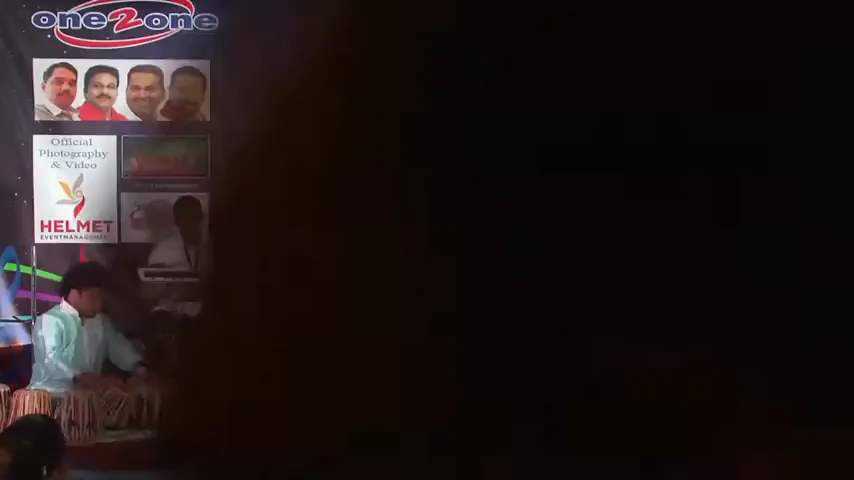 one2one
Official
Photography
& Video
HELMET
EVENTMANAGEMENT